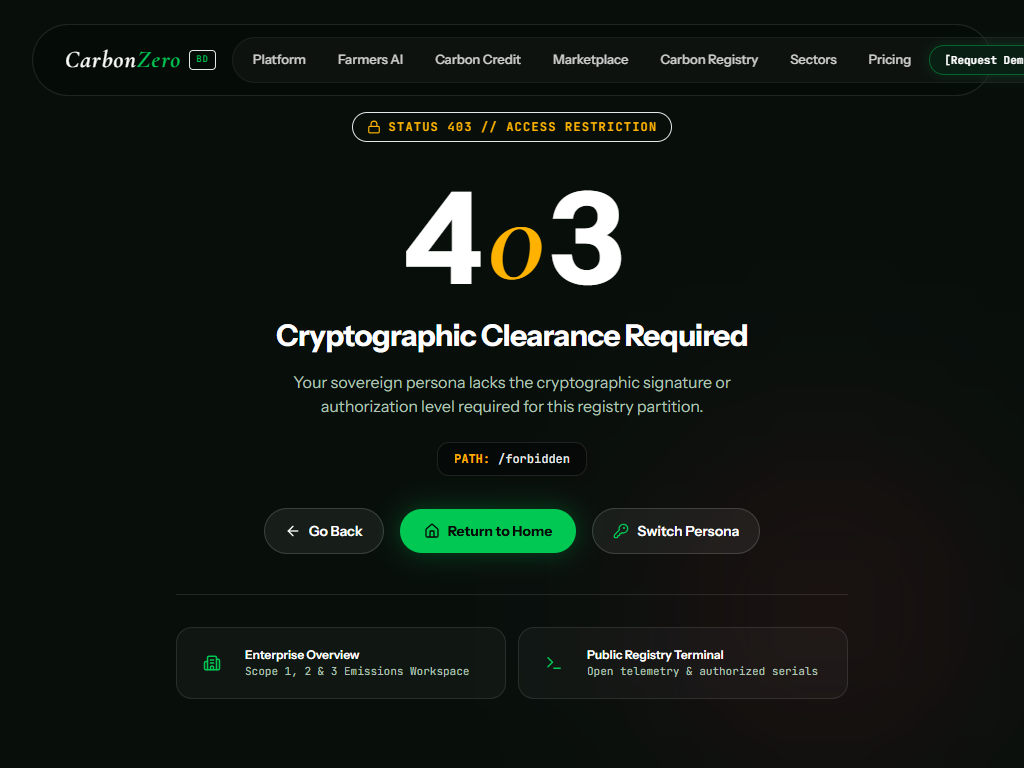 CarbonZero BD Platform Farmers AI Carbon Credit Marketplace Carbon Registry Sectors Pricing [Request Dem
STATUS 403 // ACCESS RESTRICTION
403
Cryptographic Clearance Required
Your sovereign persona lacks the cryptographic signature or
authorization level required for this registry partition.
PATH: /forbidden
Go Back Return to Home Switch Persona
Enterprise Overview
Scope 1, 2 & 3 Emissions Workspace
Public Registry Terminal
Open telemetry & authorized serials